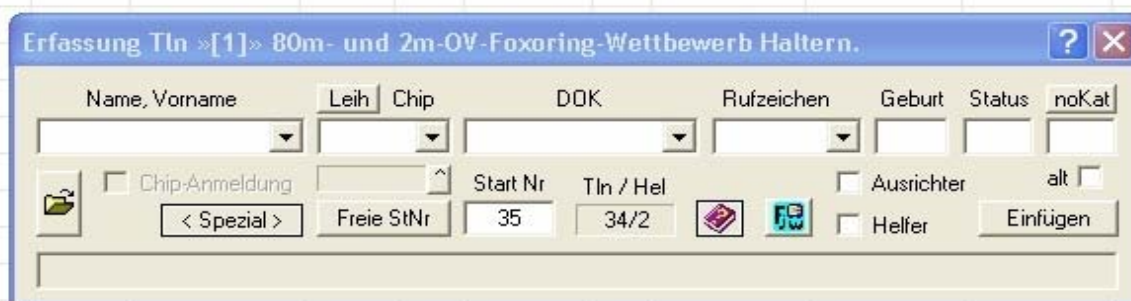 Erfassung Tln »[1]» 80m- und 2m-OV-Foxoring-Wettbewerb Haltern.
Name, Vorname Leih Chip DOK Rufzeichen Geburt Status noKat
Chip-Anmeldung Start Nr Tln / Hel Ausrichter alt
< Spezial > Freie StNr 35 34/2 Helfer Einfügen